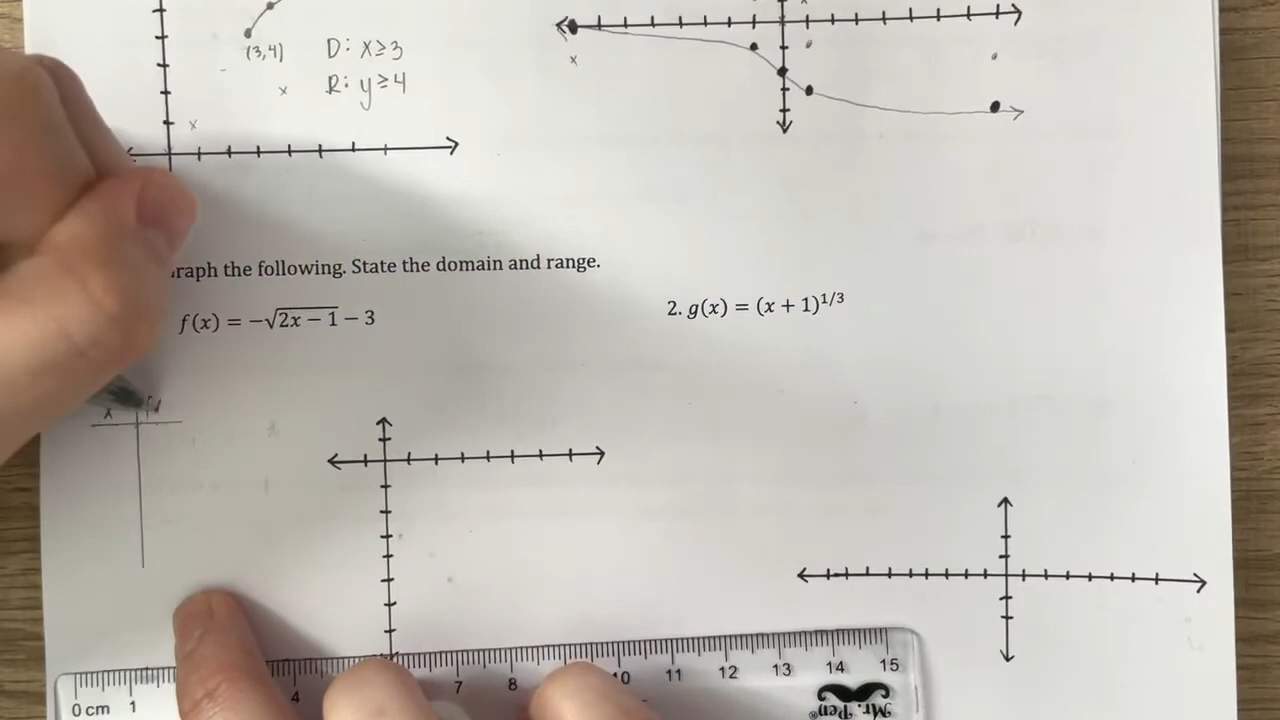 (3,4)
D: x≥3
R: y≥4
x
x
x
raph the following. State the domain and range.
f(x) = −√2x − 1 − 3
2. g(x) = (x + 1)^1/3
x
0 cm 1 4 7 8 10 11 12 13 14 15
Mr. Pen®